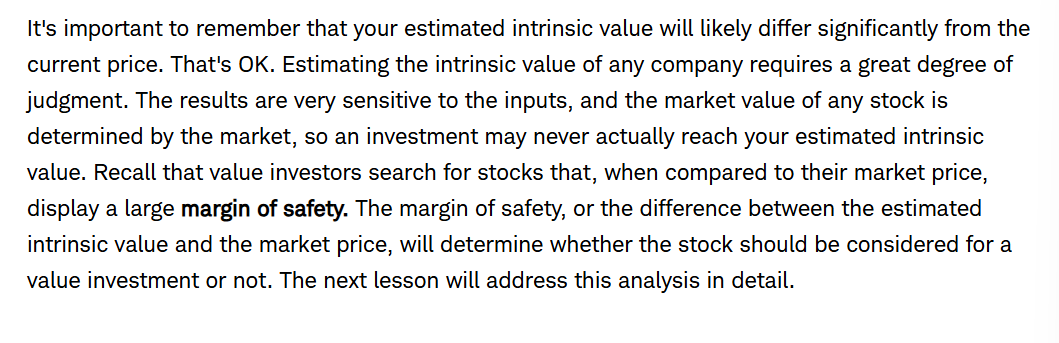 It's important to remember that your estimated intrinsic value will likely differ significantly from the
current price. That's OK. Estimating the intrinsic value of any company requires a great degree of
judgment. The results are very sensitive to the inputs, and the market value of any stock is
determined by the market, so an investment may never actually reach your estimated intrinsic
value. Recall that value investors search for stocks that, when compared to their market price,
display a large margin of safety. The margin of safety, or the difference between the estimated
intrinsic value and the market price, will determine whether the stock should be considered for a
value investment or not. The next lesson will address this analysis in detail.